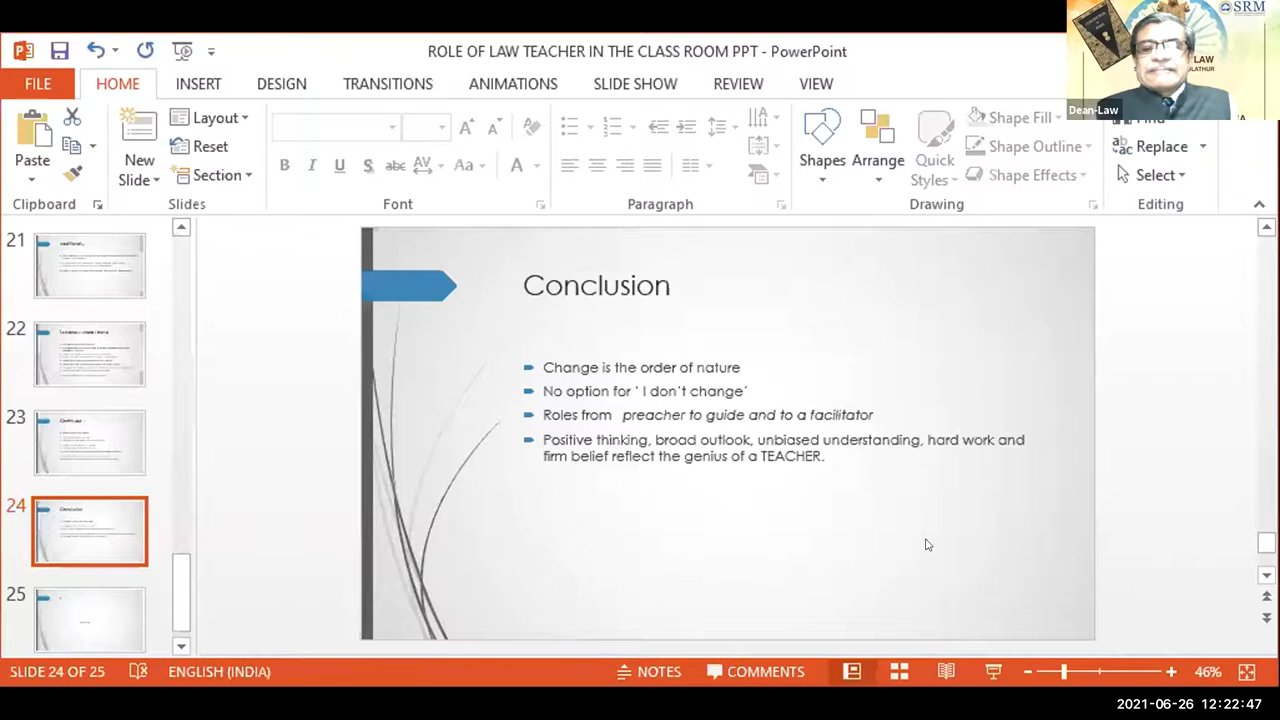 SRM
LAW
Dean-Law
ROLE OF LAW TEACHER IN THE CLASS ROOM PPT - PowerPoint
FILE HOME INSERT DESIGN TRANSITIONS ANIMATIONS SLIDE SHOW REVIEW VIEW
Paste
New
Slide
Layout
Reset
Section
B I U S abc AV Aa A
Shapes
Arrange
Quick
Styles
Shape Fill
Shape Outline
Shape Effects
Find
Replace
Select
Clipboard Slides Font Paragraph Drawing Editing
21
22
23
24
25
Conclusion
Change is the order of nature
No option for ‘ I don’t change’
Roles from preacher to guide and to a facilitator
Positive thinking, broad outlook, unbiased understanding, hard work and
firm belief reflect the genius of a TEACHER.
SLIDE 24 OF 25 ENGLISH (INDIA) NOTES COMMENTS 46%
2021-06-26 12:22:47